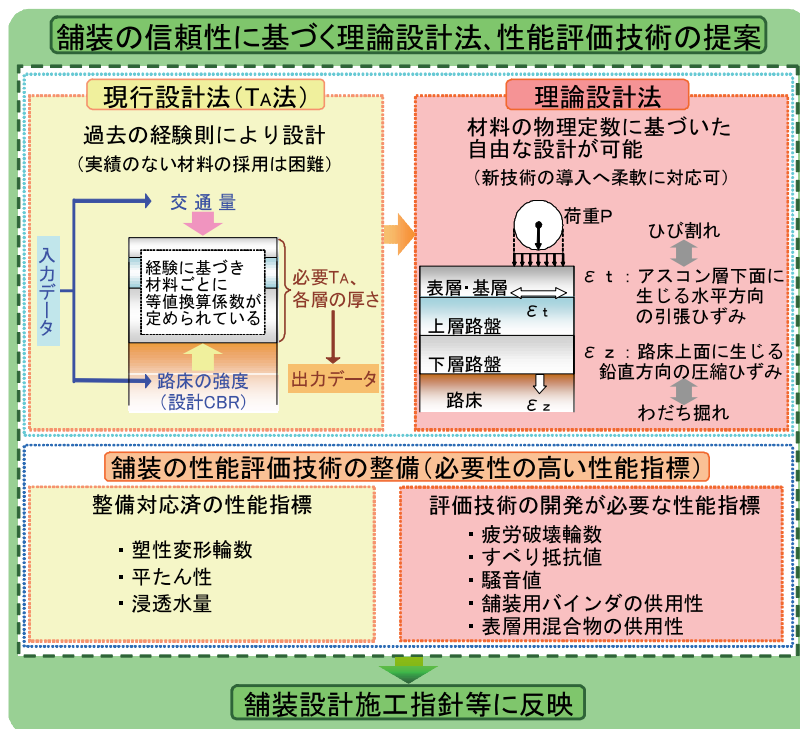 舗装の信頼性に基づく理論設計法、性能評価技術の提案
現行設計法(TA法)
過去の経験則により設計
(実績のない材料の採用は困難)
入力データ
交通量
経験に基づき
材料ごとに
等値換算係数が
定められている
必要TA、
各層の厚さ
路床の強度
(設計CBR)
出力データ
理論設計法
材料の物理定数に基づいた
自由な設計が可能
(新技術の導入へ柔軟に対応可)
荷重P
表層・基層
εt
上層路盤
下層路盤
路床
εz
ひび割れ
εt:アスコン層下面に
生じる水平方向
の引張ひずみ
εz:路床上面に生じる
鉛直方向の圧縮ひずみ
わだち掘れ
舗装の性能評価技術の整備(必要性の高い性能指標)
整備対応済の性能指標
・塑性変形輪数
・平たん性
・浸透水量
評価技術の開発が必要な性能指標
・疲労破壊輪数
・すべり抵抗値
・騒音値
・舗装用バインダの供用性
・表層用混合物の供用性
舗装設計施工指針等に反映